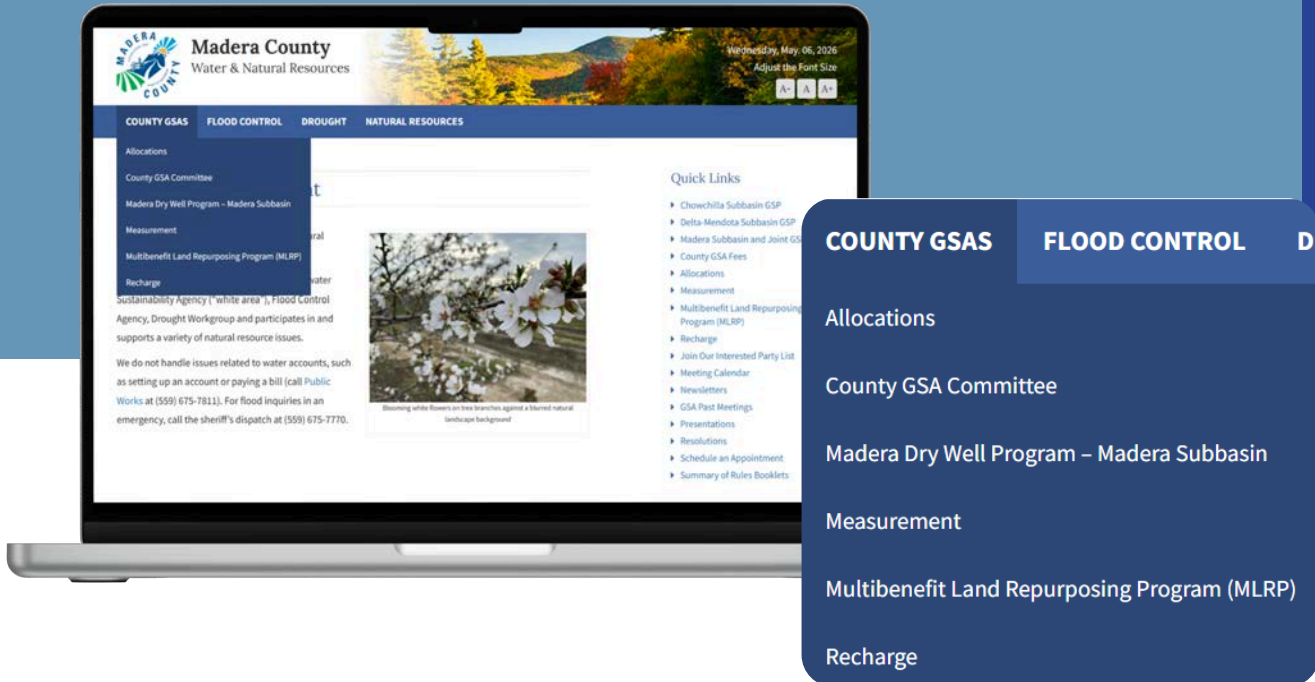 MADERA COUNTY
Madera County
Water & Natural Resources
Wednesday, May. 06, 2026
Adjust the Font Size
A- A A+
COUNTY GSAS FLOOD CONTROL DROUGHT NATURAL RESOURCES
Allocations
County GSA Committee
Madera Dry Well Program – Madera Subbasin
Measurement
Multibenefit Land Repurposing Program (MLRP)
Recharge
Sustainability Agency ("white area"), Flood Control
Agency, Drought Workgroup and participates in and
supports a variety of natural resource issues.
We do not handle issues related to water accounts, such
as setting up an account or paying a bill (call Public
Works at (559) 675-7811). For flood inquiries in an
emergency, call the sheriff's dispatch at (559) 675-7770.
Blooming white flowers on tree branches against a blurred natural
landscape background
Quick Links
Chowchilla Subbasin GSP
Delta-Mendota Subbasin GSP
Madera Subbasin and Joint
County GSA Fees
Allocations
Measurement
Multibenefit Land Repurposing
Program (MLRP)
Recharge
Join Our Interested Party List
Meeting Calendar
Newsletters
GSA Past Meetings
Presentations
Resolutions
Schedule an Appointment
Summary of Rules Booklets
COUNTY GSAS FLOOD CONTROL D
Allocations
County GSA Committee
Madera Dry Well Program – Madera Subbasin
Measurement
Multibenefit Land Repurposing Program (MLRP)
Recharge